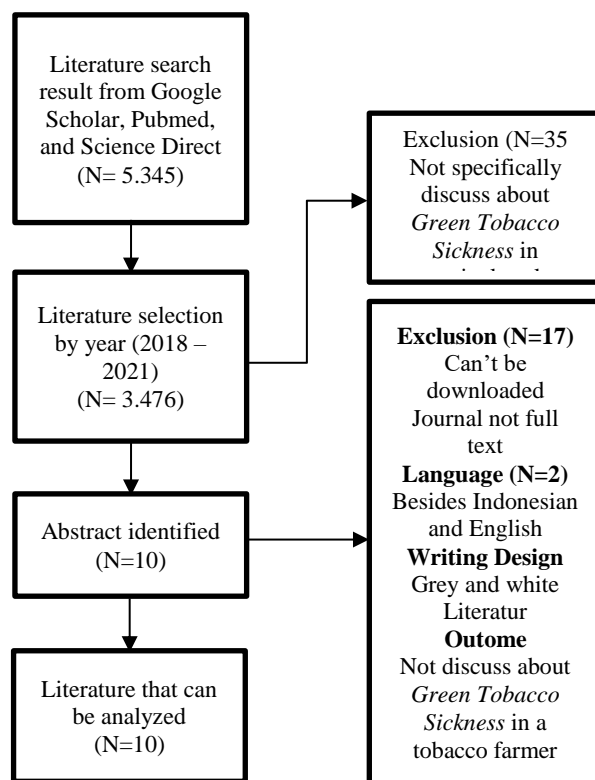 Literature search
result from Google
Scholar, Pubmed,
and Science Direct
(N= 5.345)
Literature selection
by year (2018 –
2021)
(N= 3.476)
Abstract identified
(N=10)
Literature that can
be analyzed
(N=10)
Exclusion (N=35
Not specifically
discuss about
Green Tobacco
Sickness in
Exclusion (N=17)
Can’t be
downloaded
Journal not full
text
Language (N=2)
Besides Indonesian
and English
Writing Design
Grey and white
Literatur
Outome
Not discuss about
Green Tobacco
Sickness in a
tobacco farmer